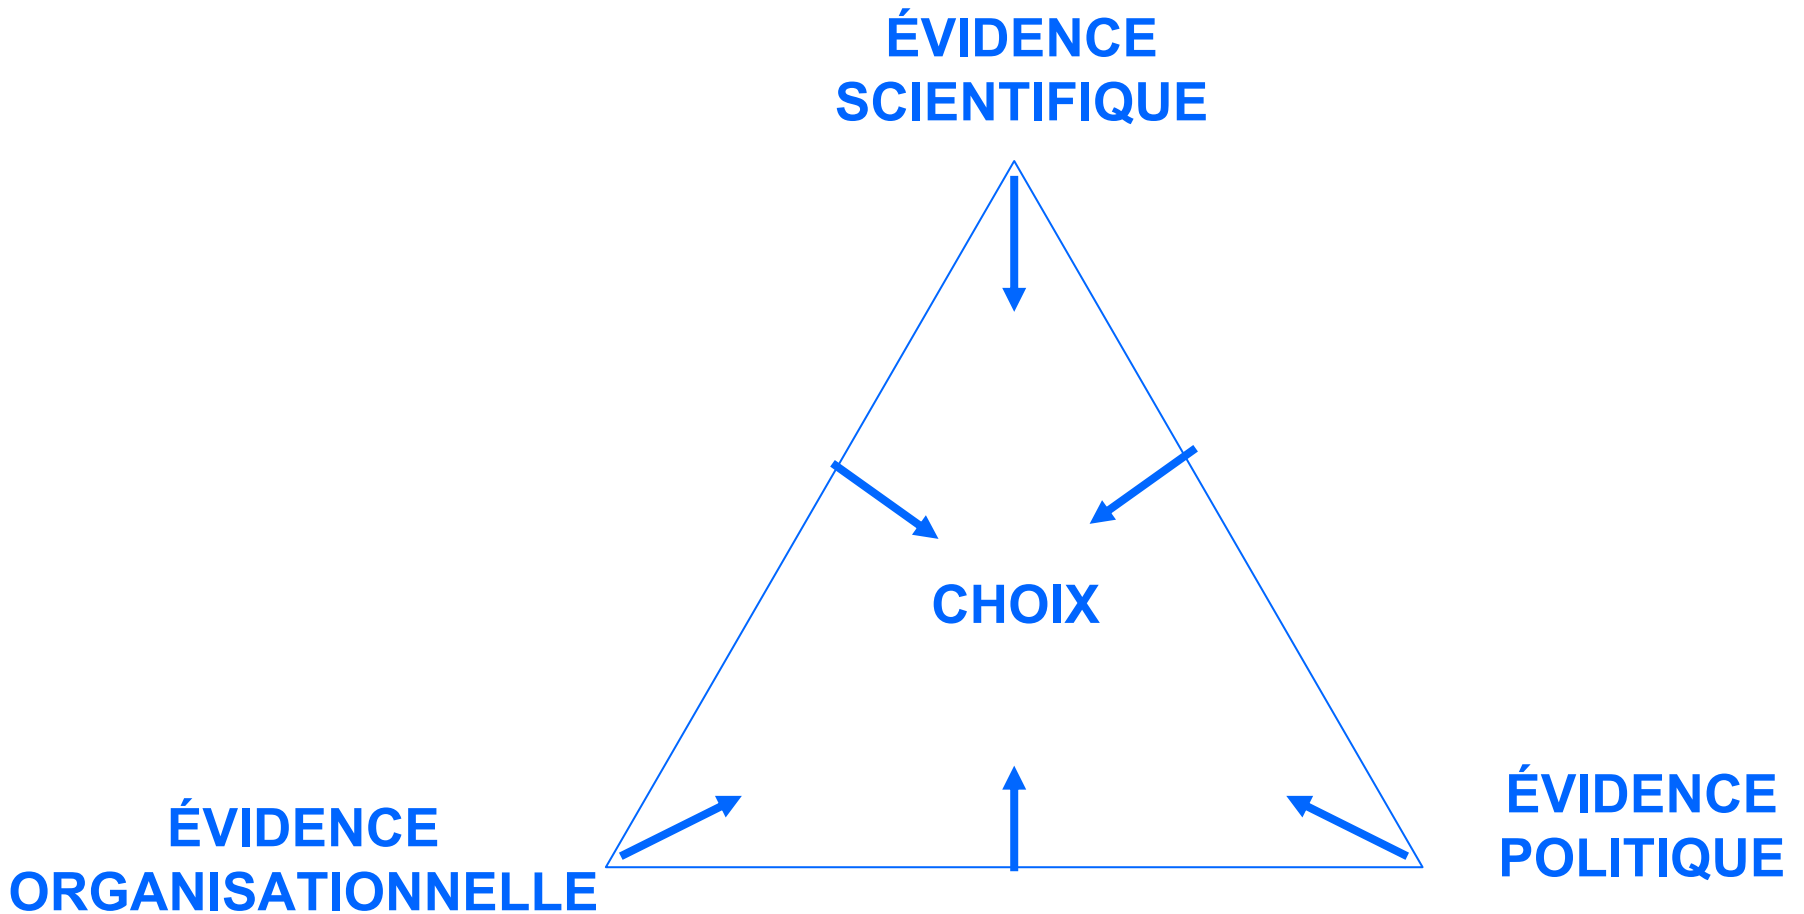 ÉVIDENCE
SCIENTIFIQUE
CHOIX
ÉVIDENCE
ORGANISATIONNELLE
ÉVIDENCE
POLITIQUE